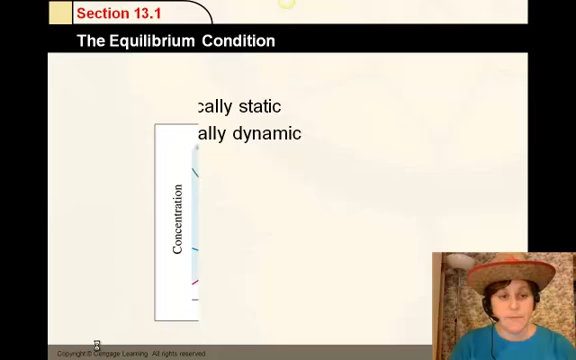 Section 13.1
The Equilibrium Condition
cally static
ally dynamic
Concentration
Copyright © Cengage Learning. All rights reserved